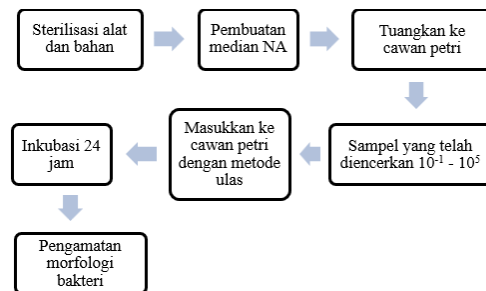 Sterilisasi alat
dan bahan
Pembuatan
median NA
Tuangkan ke
cawan petri
Sampel yang telah
diencerkan 10⁻¹ - 10⁵
Masukkan ke
cawan petri
dengan metode
ulas
Inkubasi 24
jam
Pengamatan
morfologi
bakteri